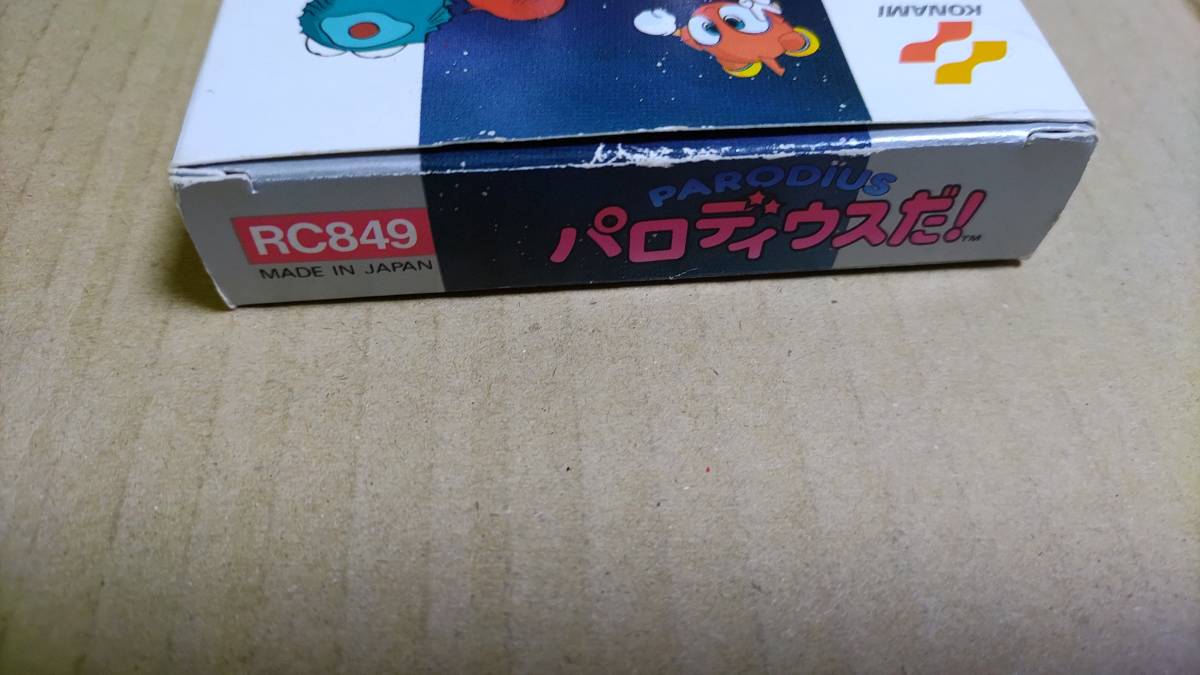 KONAMI
RC849
MADE IN JAPAN
PARODiUS
パロディウスだ!
TM